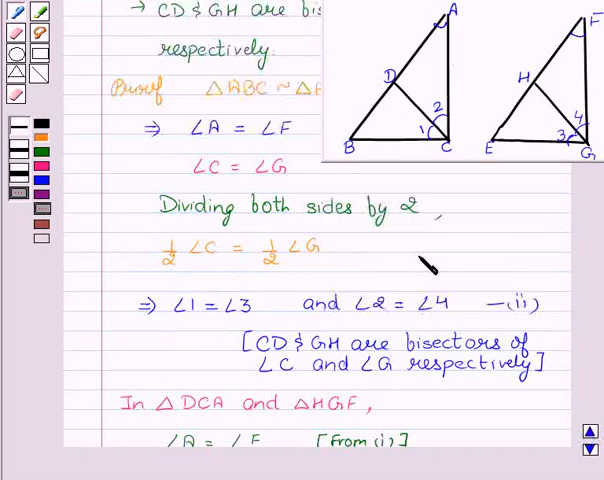 → CD & GH are
respectively.
Proof △ABC ~ △
⇒ ∠A = ∠F
∠C = ∠G
Dividing both sides by 2,
1/2 ∠C = 1/2 ∠G
⇒ ∠1 = ∠3 and ∠2 = ∠4 —(ii)
[CD & GH are bisectors of
∠C and ∠G respectively]
In △DCA and △HGF,
∠A = ∠F [From (i)]
A
D
2
1
B
C
F
H
4
3
E
G